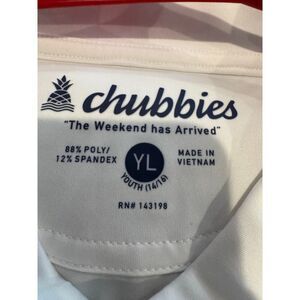 chubbies
"The Weekend has Arrived"
88% POLY/
12% SPANDEX
YL
YOUTH (14/16)
MADE IN
VIETNAM
RN# 143198